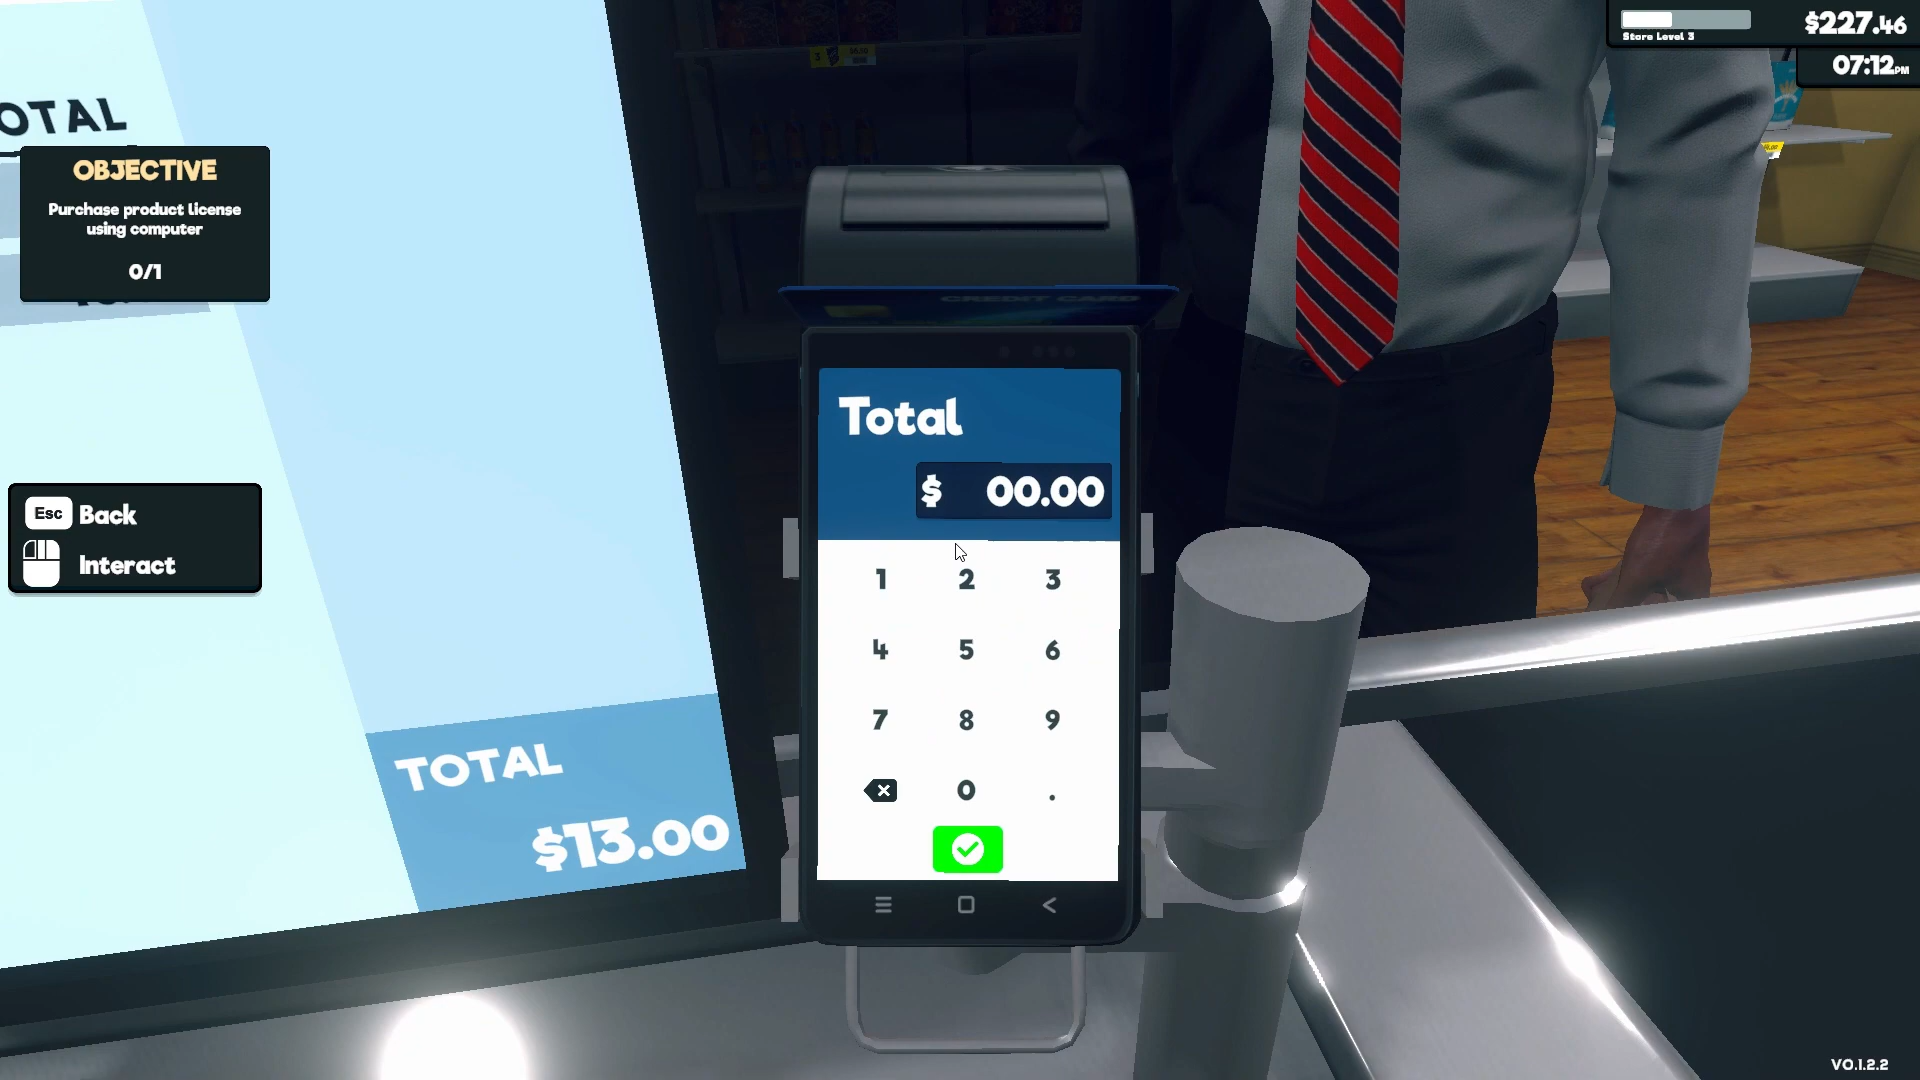 OTAL
OBJECTIVE
Purchase product license
using computer
0/1
Esc Back
Interact
Store Level 3
$227.46
07:12PM
CREDIT CARD
Total
$ 00.00
1 2 3
4 5 6
7 8 9
0 .
TOTAL
$13.00
V0.1.2.2